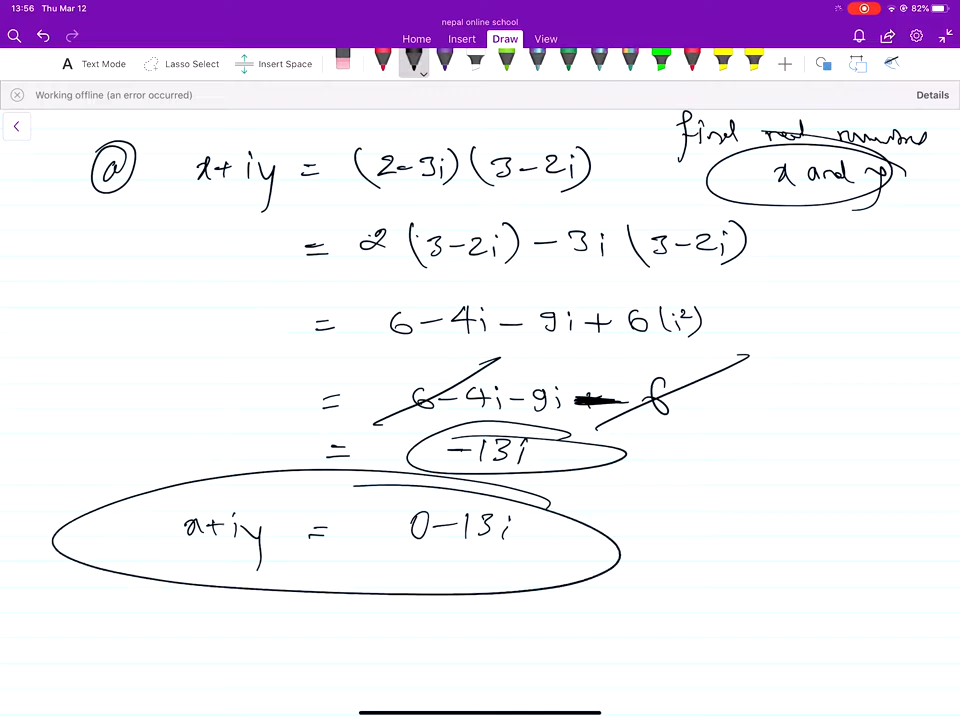 13:56 Thu Mar 12
82%
nepal online school
Home Insert Draw View
Text Mode Lasso Select Insert Space
Working offline (an error occurred) Details
find
x and y
a x+iy = (2-3i)(3-2i)
= 2(3-2i)-3i(3-2i)
= 6-4i-9i+6(i²)
= 6-4i-9i-6
= -13i
x+iy = 0-13i